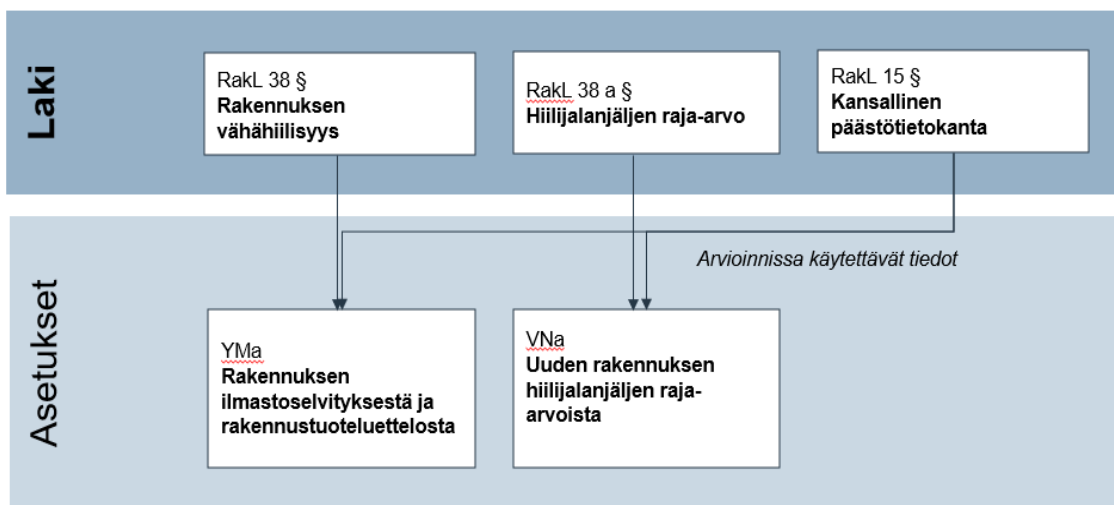 Laki
RakL 38 §
Rakennuksen
vähähiilisyys
RakL 38 a §
Hiilijalanjäljen raja-arvo
RakL 15 §
Kansallinen
päästötietokanta
Asetukset
Arvioinnissa käytettävät tiedot
YMa
Rakennuksen
ilmastoselvityksestä ja
rakennustuoteluettelosta
VNa
Uuden rakennuksen
hiilijalanjäljen raja-
arvoista